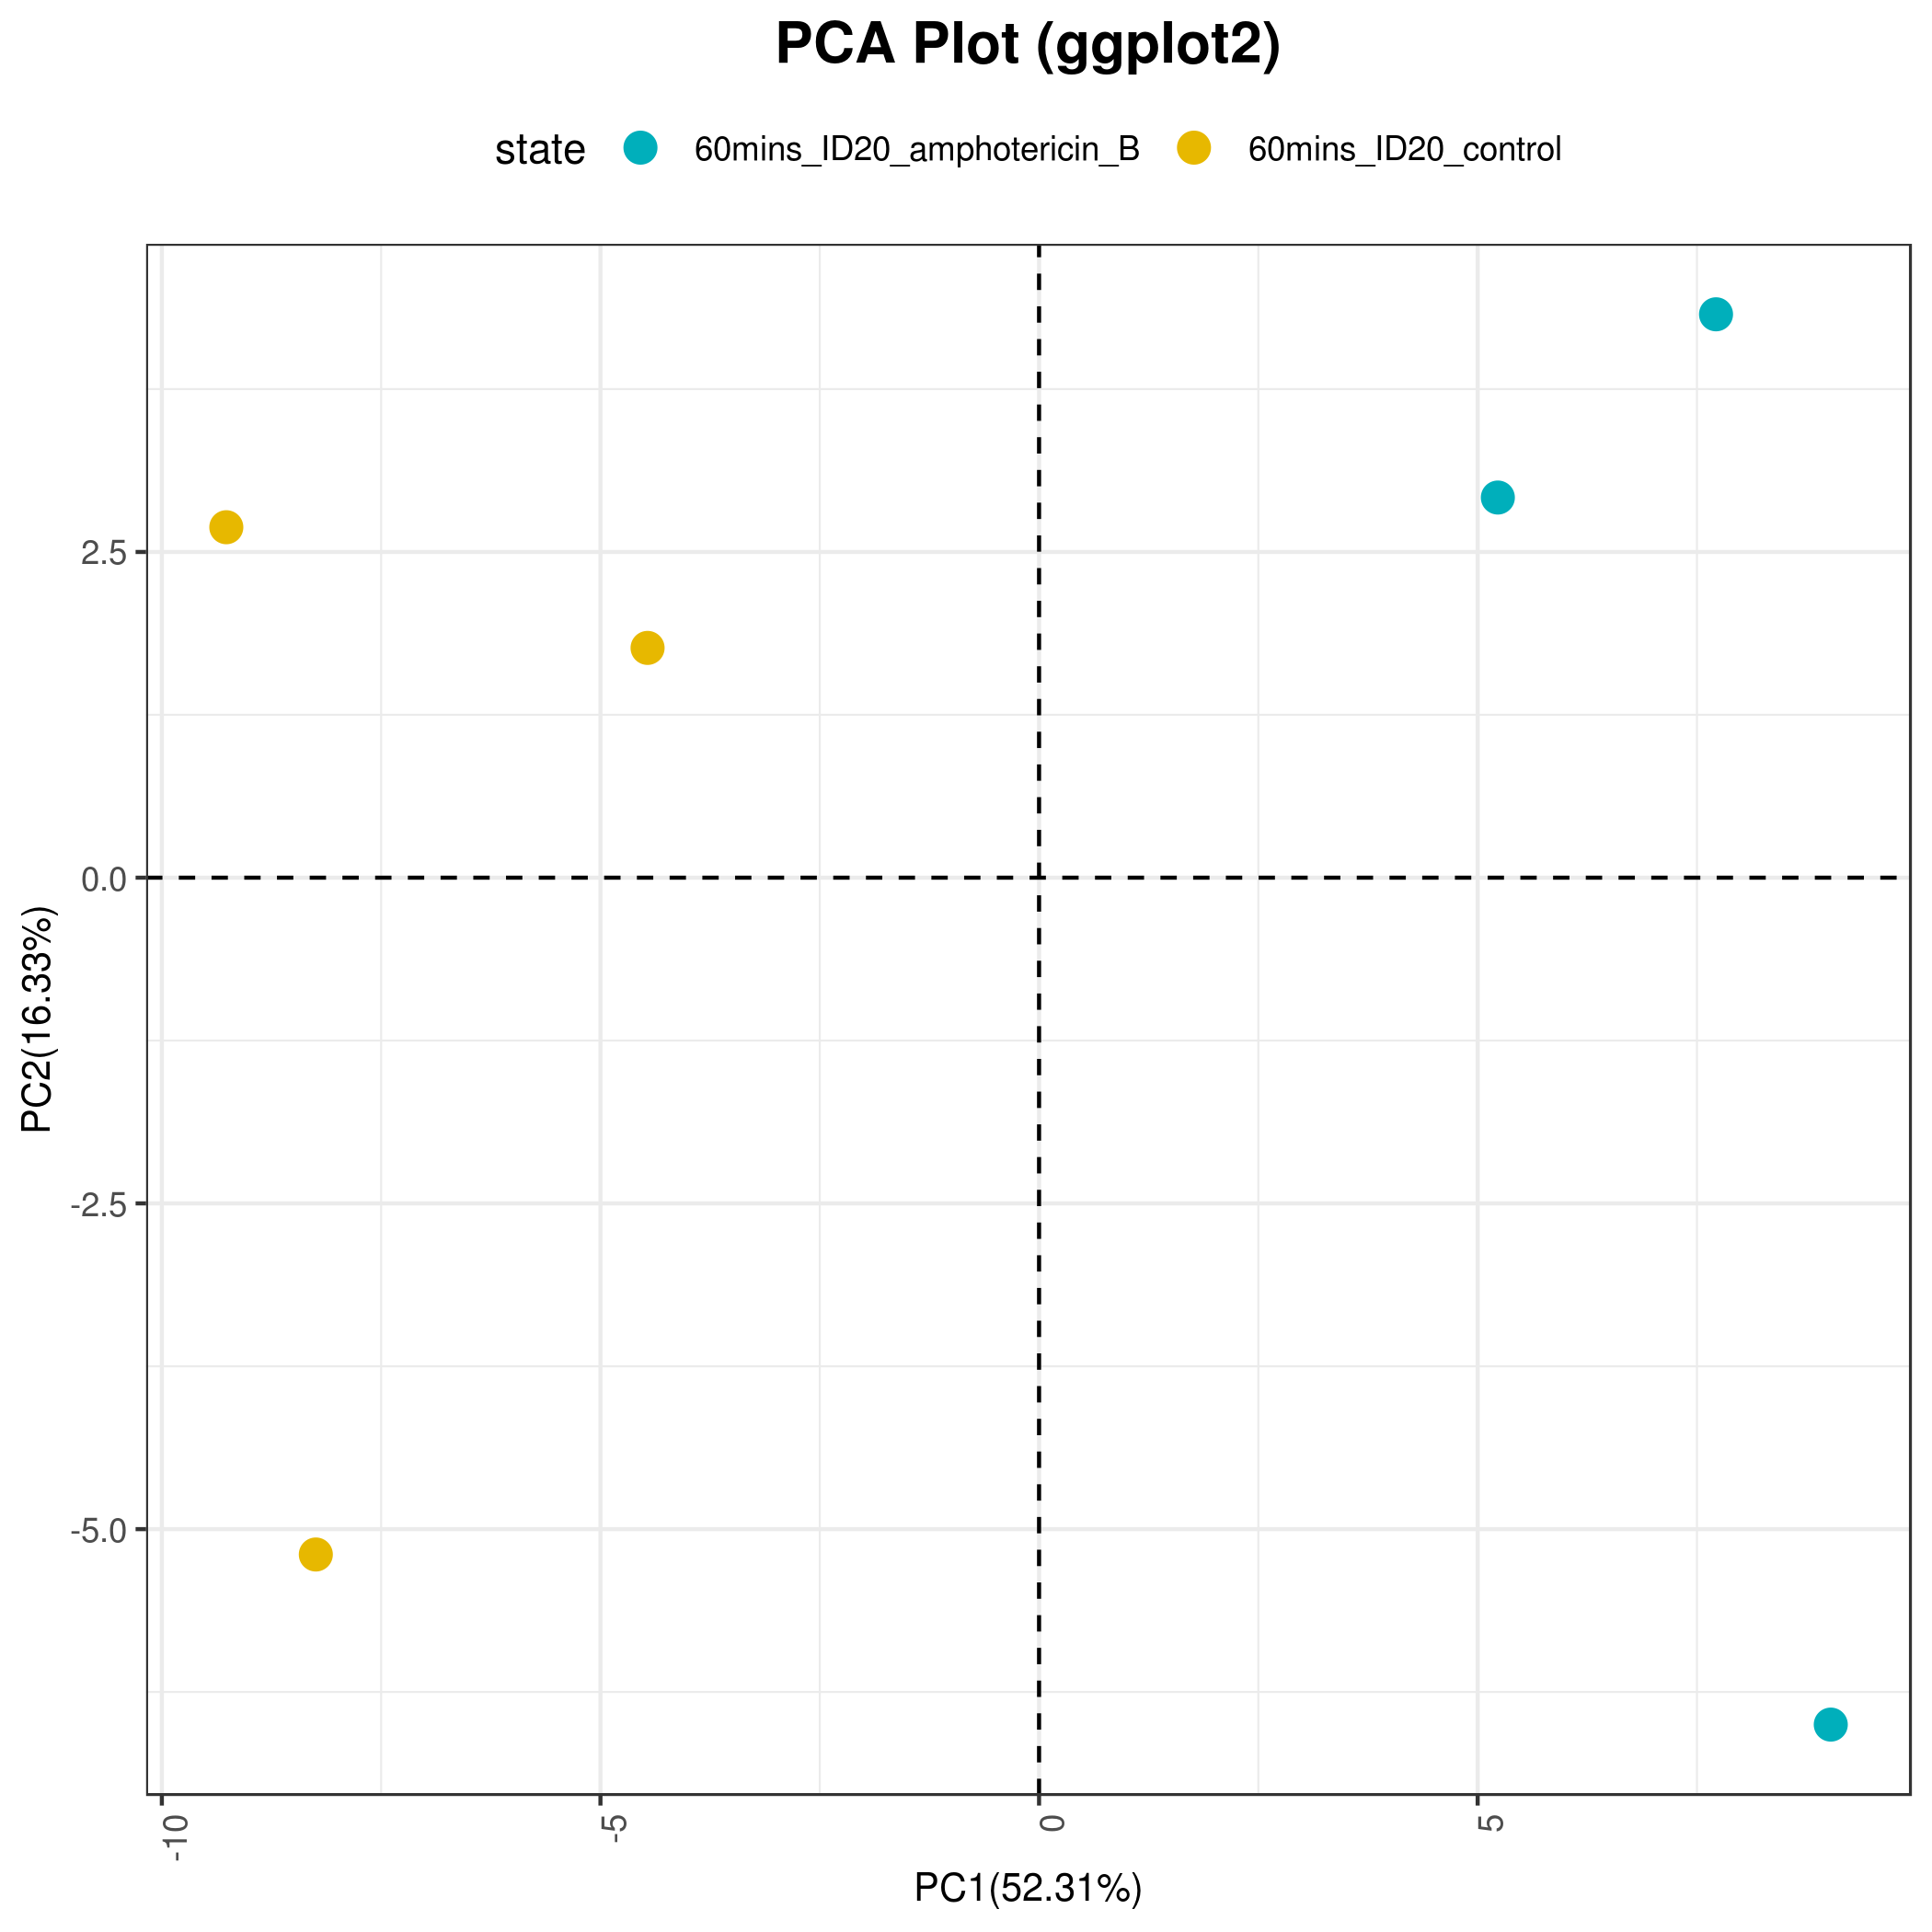 PCA Plot (ggplot2)
state 60mins_ID20_amphotericin_B 60mins_ID20_control
2.5
0.0
-2.5
-5.0
PC2(16.33%)
-10 -5 0 5
PC1(52.31%)